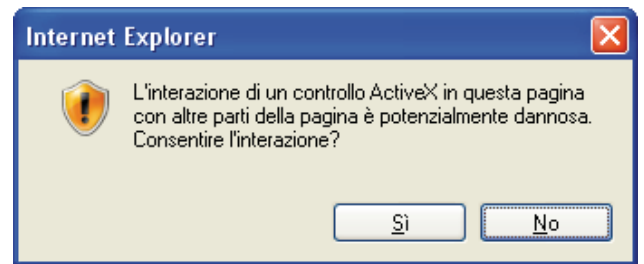 Internet Explorer
L'interazione di un controllo ActiveX in questa pagina
con altre parti della pagina è potenzialmente dannosa.
Consentire l'interazione?
Sì
No